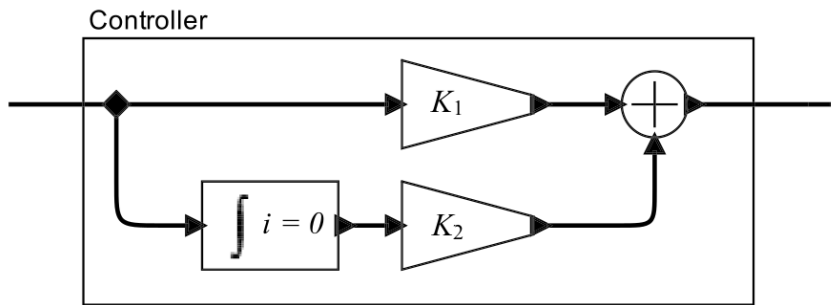 Controller
K₁
∫ i = 0
K₂